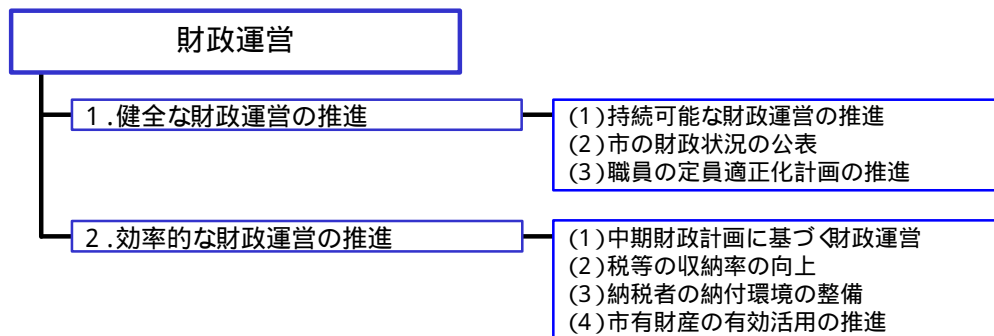 財政運営
1.健全な財政運営の推進
(1)持続可能な財政運営の推進
(2)市の財政状況の公表
(3)職員の定員適正化計画の推進
2.効率的な財政運営の推進
(1)中期財政計画に基づく財政運営
(2)税等の収納率の向上
(3)納税者の納付環境の整備
(4)市有財産の有効活用の推進